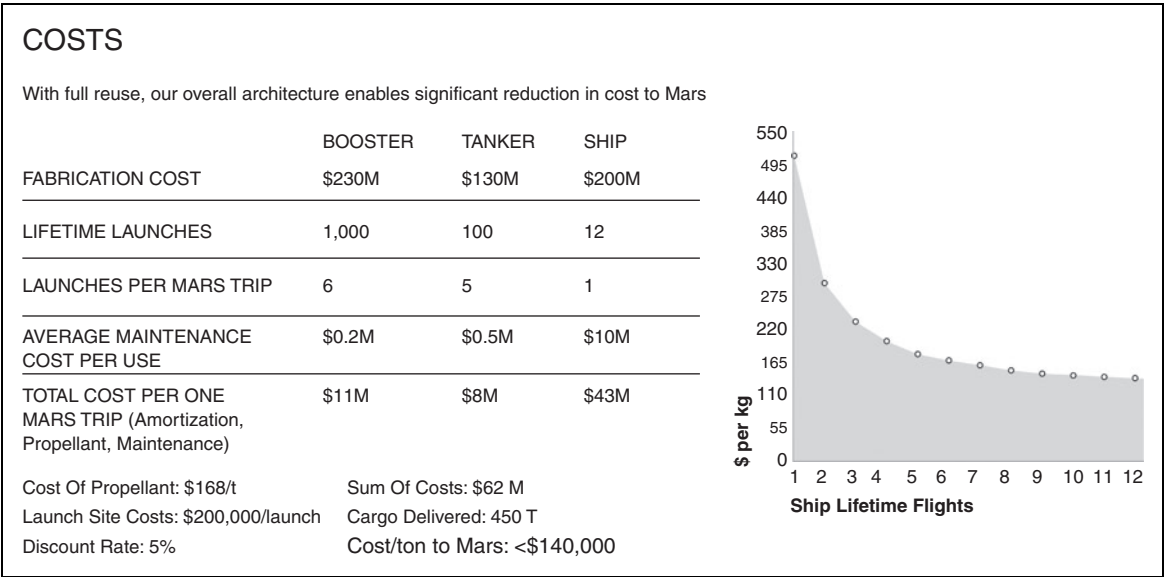 COSTS
With full reuse, our overall architecture enables significant reduction in cost to Mars
BOOSTER TANKER SHIP
FABRICATION COST $230M $130M $200M
LIFETIME LAUNCHES 1,000 100 12
LAUNCHES PER MARS TRIP 6 5 1
AVERAGE MAINTENANCE $0.2M $0.5M $10M
COST PER USE
TOTAL COST PER ONE $11M $8M $43M
MARS TRIP (Amortization,
Propellant, Maintenance)
Cost Of Propellant: $168/t Sum Of Costs: $62 M
Launch Site Costs: $200,000/launch Cargo Delivered: 450 T
Discount Rate: 5% Cost/ton to Mars: <$140,000
550
495
440
385
330
275
220
165
110
55
0
$ per kg
1 2 3 4 5 6 7 8 9 10 11 12
Ship Lifetime Flights